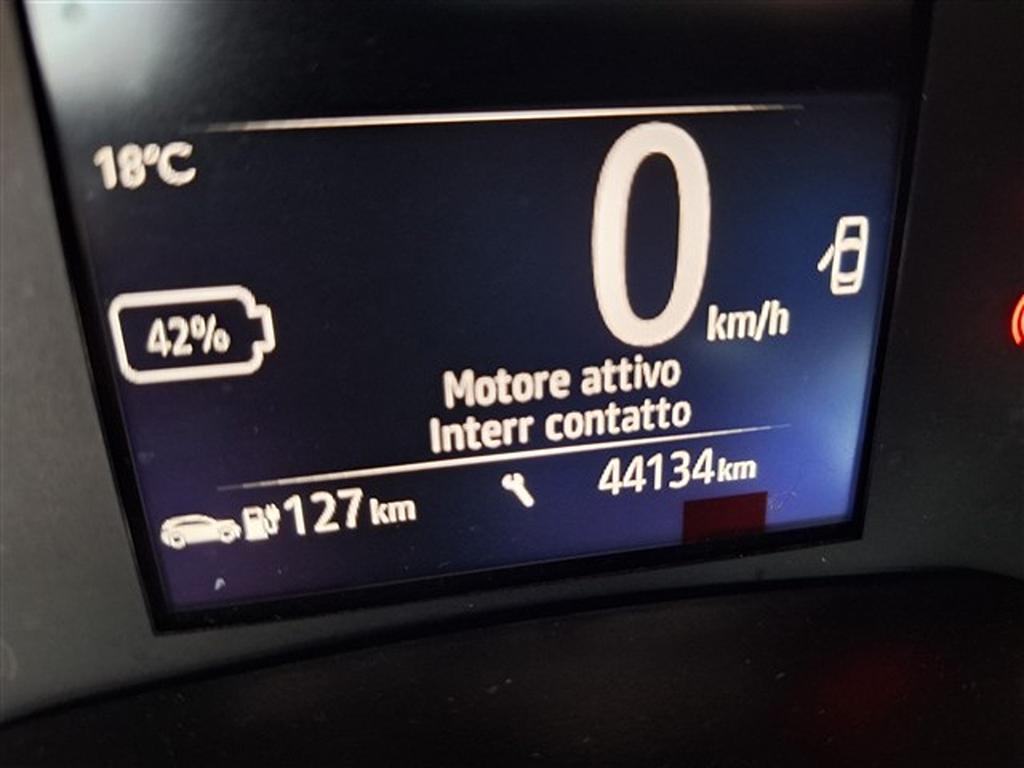 18°C
0 km/h
42%
Motore attivo
Interr contatto
127 km
44134 km